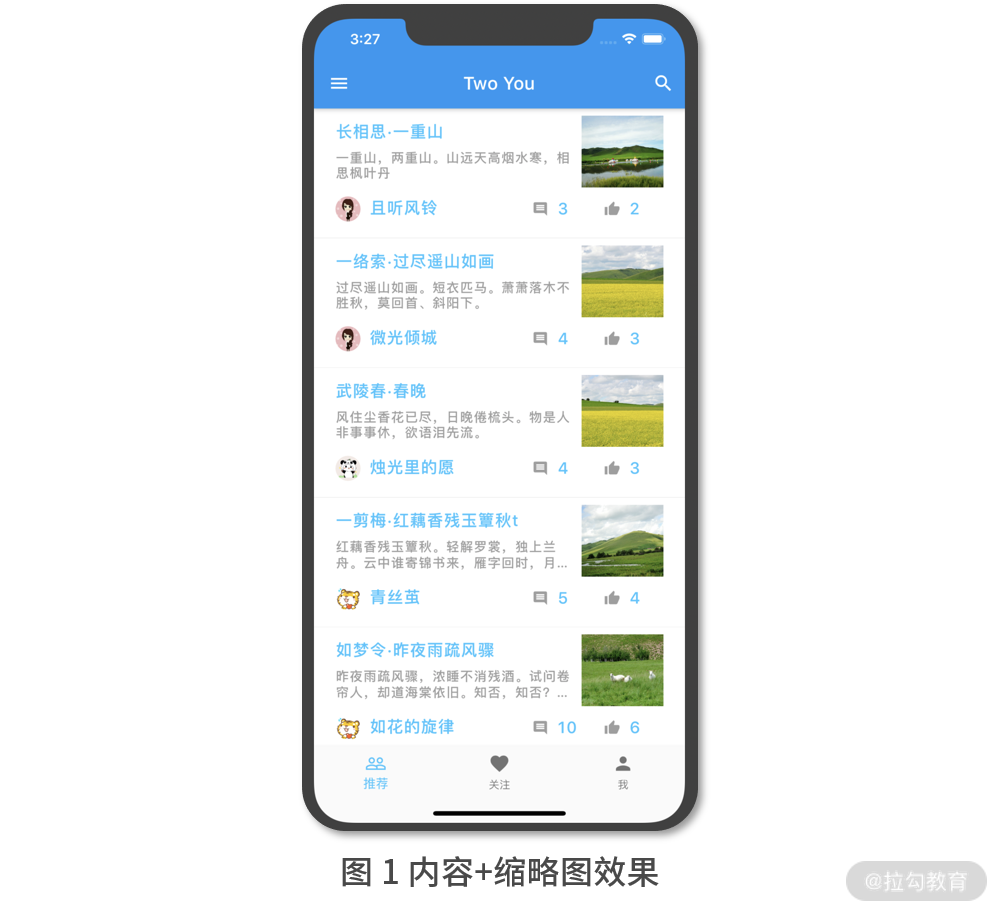 3:27
Two You
长相思·一重山
一重山，两重山。山远天高烟水寒，相
思枫叶丹
且听风铃
3
2
一络索·过尽遥山如画
过尽遥山如画。短衣匹马。萧萧落木不
胜秋，莫回首、斜阳下。
微光倾城
4
3
武陵春·春晚
风住尘香花已尽，日晚倦梳头。物是人
非事事休，欲语泪先流。
烛光里的愿
4
3
一剪梅·红藕香残玉簟秋t
红藕香残玉簟秋。轻解罗裳，独上兰
舟。云中谁寄锦书来，雁字回时，月...
青丝茧
5
4
如梦令·昨夜雨疏风骤
昨夜雨疏风骤，浓睡不消残酒。试问卷
帘人，却道海棠依旧。知否，知否？...
如花的旋律
10
6
推荐
关注
我
图 1 内容+缩略图效果
@拉勾教育